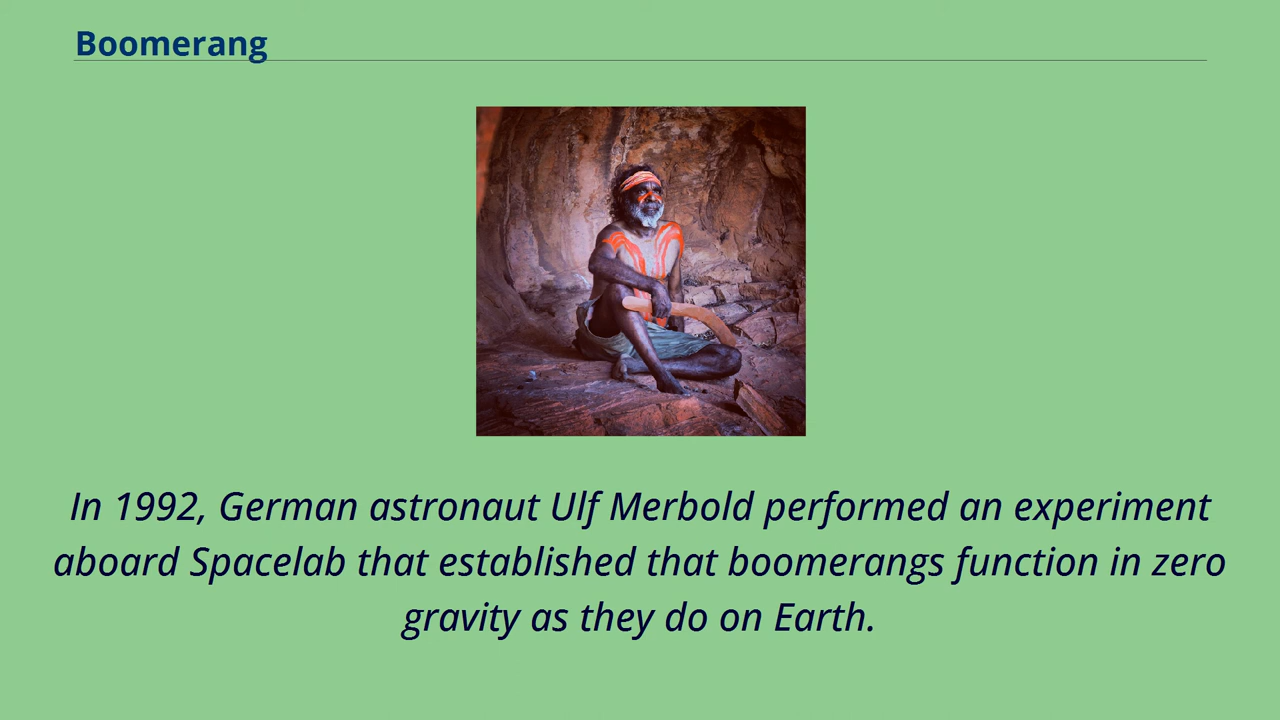 Boomerang
In 1992, German astronaut Ulf Merbold performed an experiment
aboard Spacelab that established that boomerangs function in zero
gravity as they do on Earth.